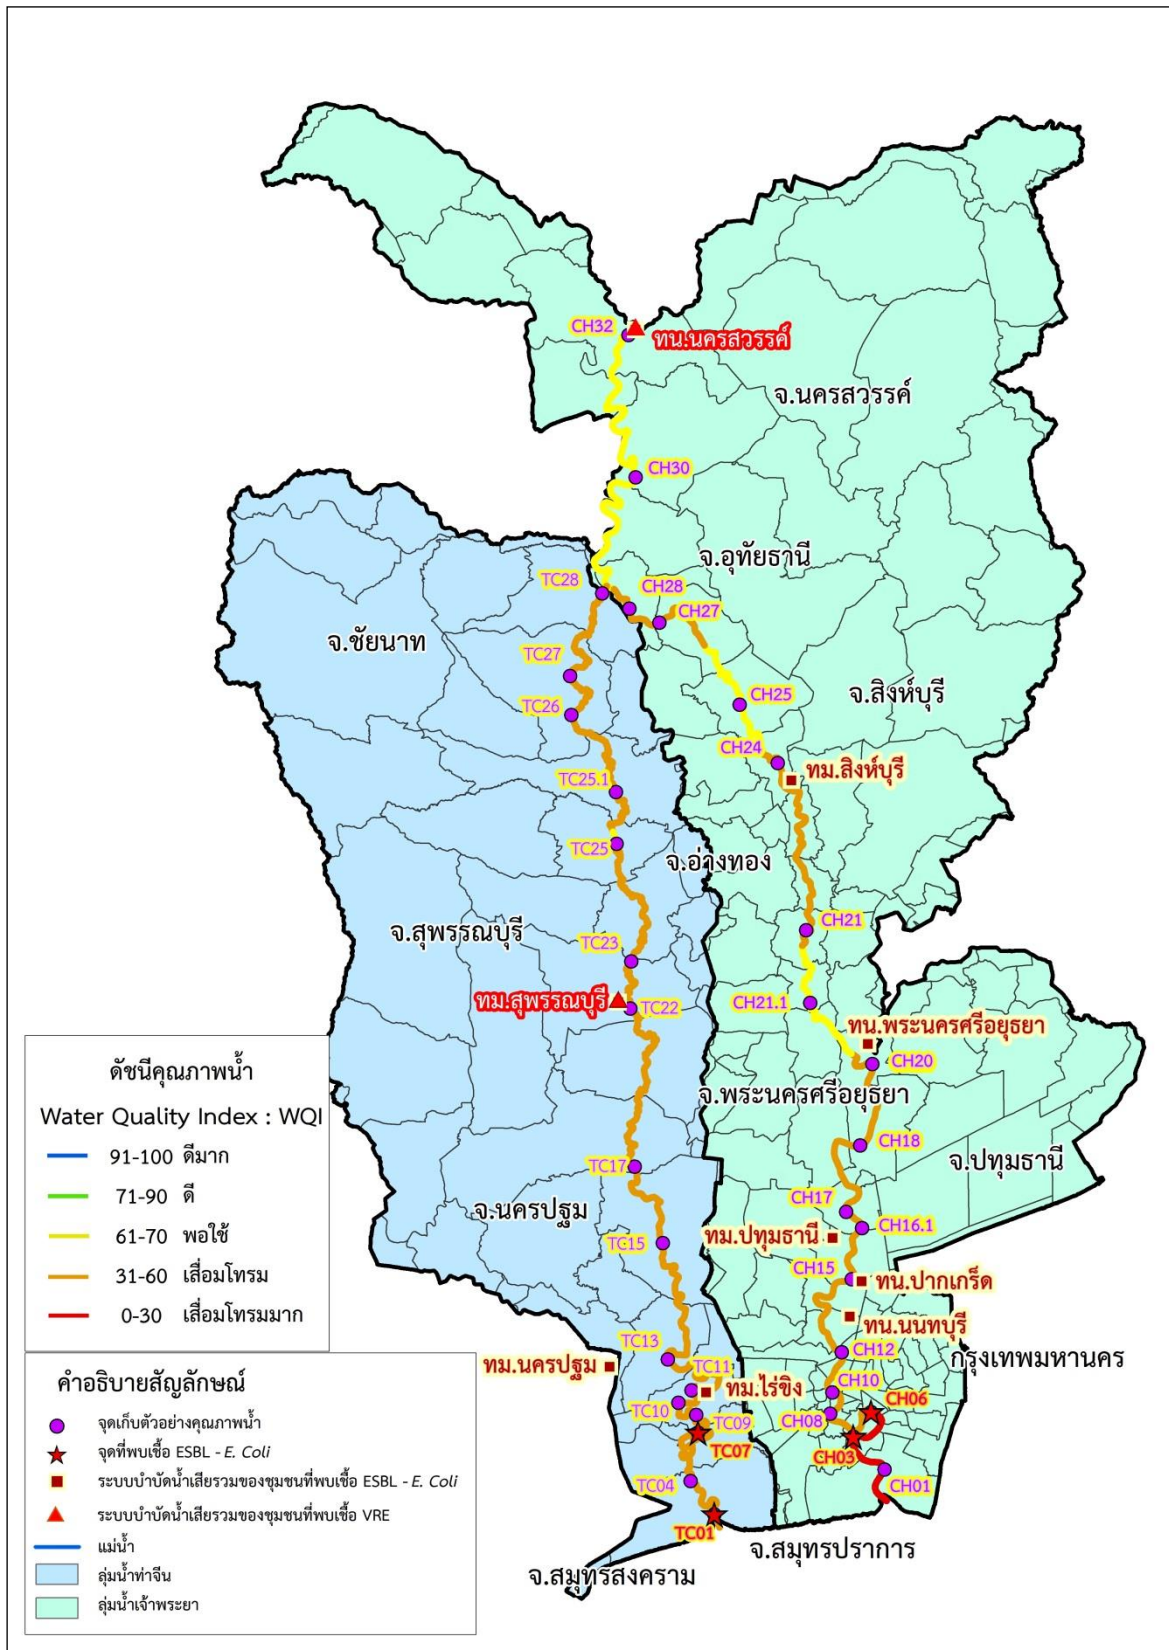 CH32
ทน.นครสวรรค์
จ.นครสวรรค์
CH30
จ.อุทัยธานี
TC28
CH28
CH27
จ.ชัยนาท
TC27
TC26
CH25
จ.สิงห์บุรี
CH24
ทม.สิงห์บุรี
TC25.1
TC25
จ.อ่างทอง
จ.สุพรรณบุรี
CH21
TC23
ทม.สุพรรณบุรี
TC22
CH21.1
ทน.พระนครศรีอยุธยา
CH20
จ.พระนครศรีอยุธยา
CH18
จ.ปทุมธานี
TC17
จ.นครปฐม
CH17
CH16.1
ทม.ปทุมธานี
TC15
CH15
ทน.ปากเกร็ด
ทน.นนทบุรี
TC13
CH12
กรุงเทพมหานคร
ทม.นครปฐม
TC11
ทม.ไร่ขิง
CH10
CH06
TC10
TC09
CH08
TC07
CH03
TC04
CH01
TC01
จ.สมุทรปราการ
จ.สมุทรสงคราม
ดัชนีคุณภาพน้ำ
Water Quality Index : WQI
91-100 ดีมาก
71-90 ดี
61-70 พอใช้
31-60 เสื่อมโทรม
0-30 เสื่อมโทรมมาก
คำอธิบายสัญลักษณ์
จุดเก็บตัวอย่างคุณภาพน้ำ
จุดที่พบเชื้อ ESBL - E. Coli
ระบบบำบัดน้ำเสียรวมของชุมชนที่พบเชื้อ ESBL - E. Coli
ระบบบำบัดน้ำเสียรวมของชุมชนที่พบเชื้อ VRE
แม่น้ำ
ลุ่มน้ำท่าจีน
ลุ่มน้ำเจ้าพระยา